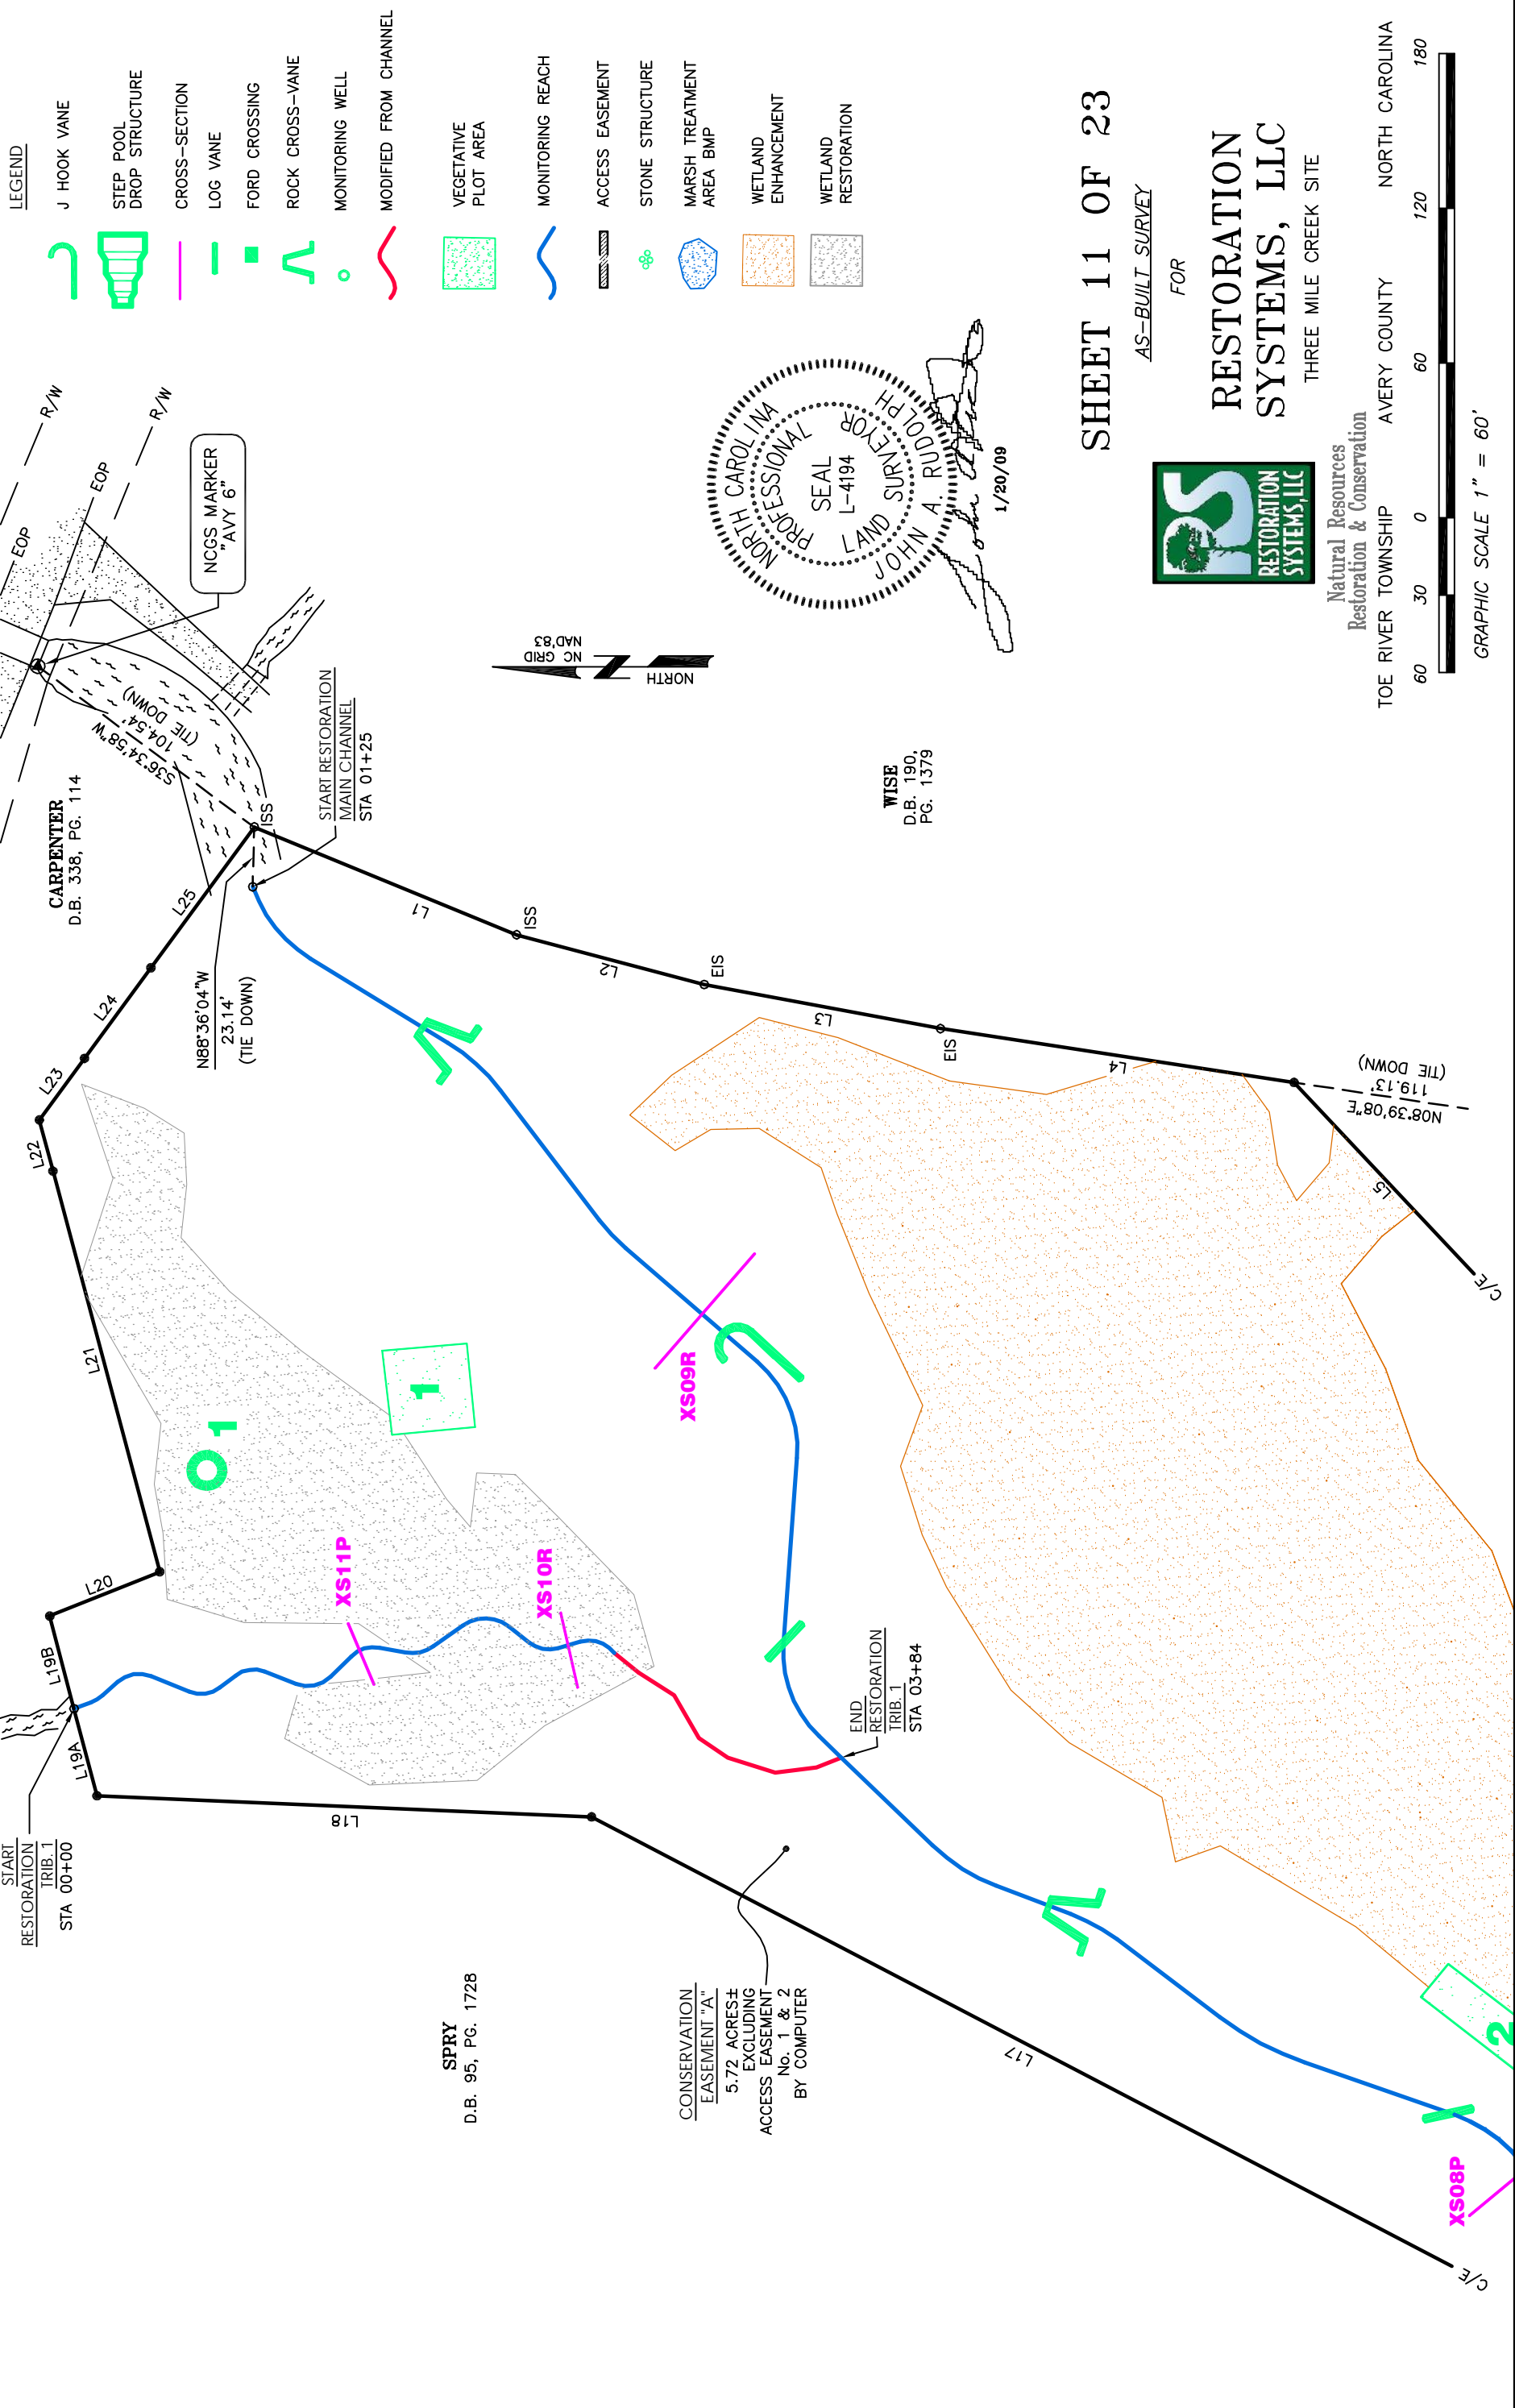 START
RESTORATION
TRIB. 1
STA 00+00
L19A
L19B
L20
L21
L22
L23
L24
L25
CARPENTER
D.B. 338, PG. 114
S36°34'58"W
104.54'
(TIE DOWN)
R/W
R/W
EOP
EOP
NCGS MARKER
"AVY 6"
ISS
N88°36'04"W
23.14'
(TIE DOWN)
START RESTORATION
MAIN CHANNEL
STA 01+25
L1
ISS
L2
EIS
L3
EIS
L4
L5
C/E
N08°39'08"E
119.13'
(TIE DOWN)
NORTH
NC GRID
NAD'83
WISE
D.B. 190,
PG. 1379
1
1
XS11P
XS10R
XS09R
L18
SPRY
D.B. 95, PG. 1728
END
RESTORATION
TRIB. 1
STA 03+84
CONSERVATION
EASEMENT "A"
5.72 ACRES±
EXCLUDING
ACCESS EASEMENT
No. 1 & 2
BY COMPUTER
L17
2
XS08P
C/E
LEGEND
J HOOK VANE
STEP POOL
DROP STRUCTURE
CROSS-SECTION
LOG VANE
FORD CROSSING
ROCK CROSS-VANE
MONITORING WELL
MODIFIED FROM CHANNEL
VEGETATIVE
PLOT AREA
MONITORING REACH
ACCESS EASEMENT
STONE STRUCTURE
MARSH TREATMENT
AREA BMP
WETLAND
ENHANCEMENT
WETLAND
RESTORATION
NORTH CAROLINA
PROFESSIONAL
SEAL
L-4194
LAND SURVEYOR
JOHN A. RUDOLPH
1/20/09
SHEET 11 OF 23
AS-BUILT SURVEY
FOR
RESTORATION
SYSTEMS, LLC
THREE MILE CREEK SITE
RS
RESTORATION
SYSTEMS, LLC
Natural Resources
Restoration & Conservation
TOE RIVER TOWNSHIP AVERY COUNTY NORTH CAROLINA
60 30 0 60 120 180
GRAPHIC SCALE 1" = 60'